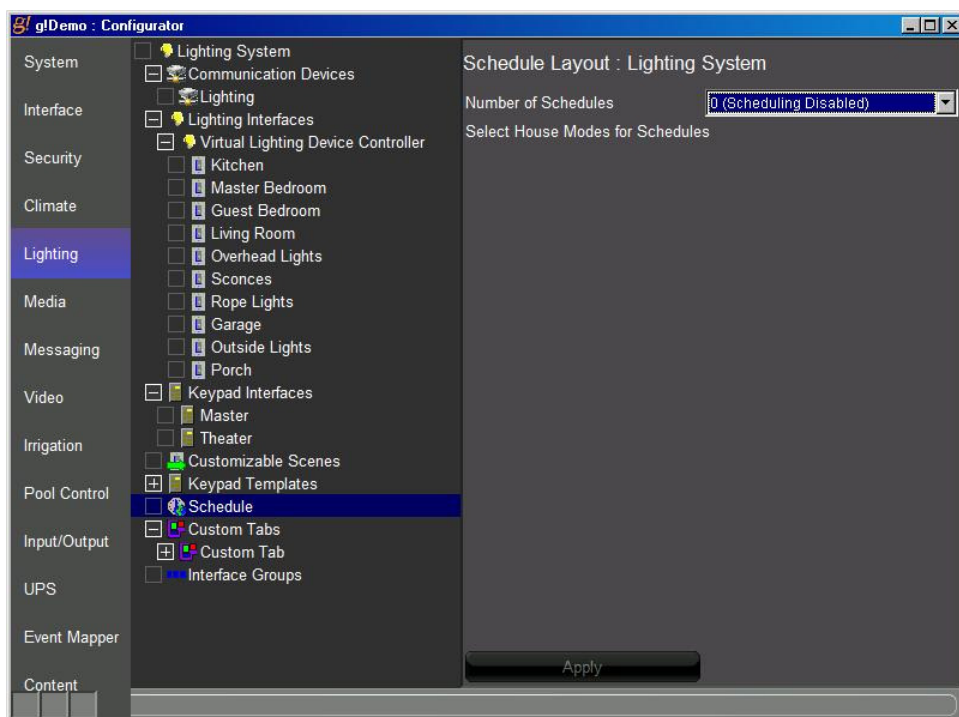 g! g!Demo : Configurator
System
Interface
Security
Climate
Lighting
Media
Messaging
Video
Irrigation
Pool Control
Input/Output
UPS
Event Mapper
Content
Lighting System
Communication Devices
Lighting
Lighting Interfaces
Virtual Lighting Device Controller
Kitchen
Master Bedroom
Guest Bedroom
Living Room
Overhead Lights
Sconces
Rope Lights
Garage
Outside Lights
Porch
Keypad Interfaces
Master
Theater
Customizable Scenes
Keypad Templates
Schedule
Custom Tabs
Custom Tab
Interface Groups
Schedule Layout : Lighting System
Number of Schedules 0 (Scheduling Disabled)
Select House Modes for Schedules
Apply